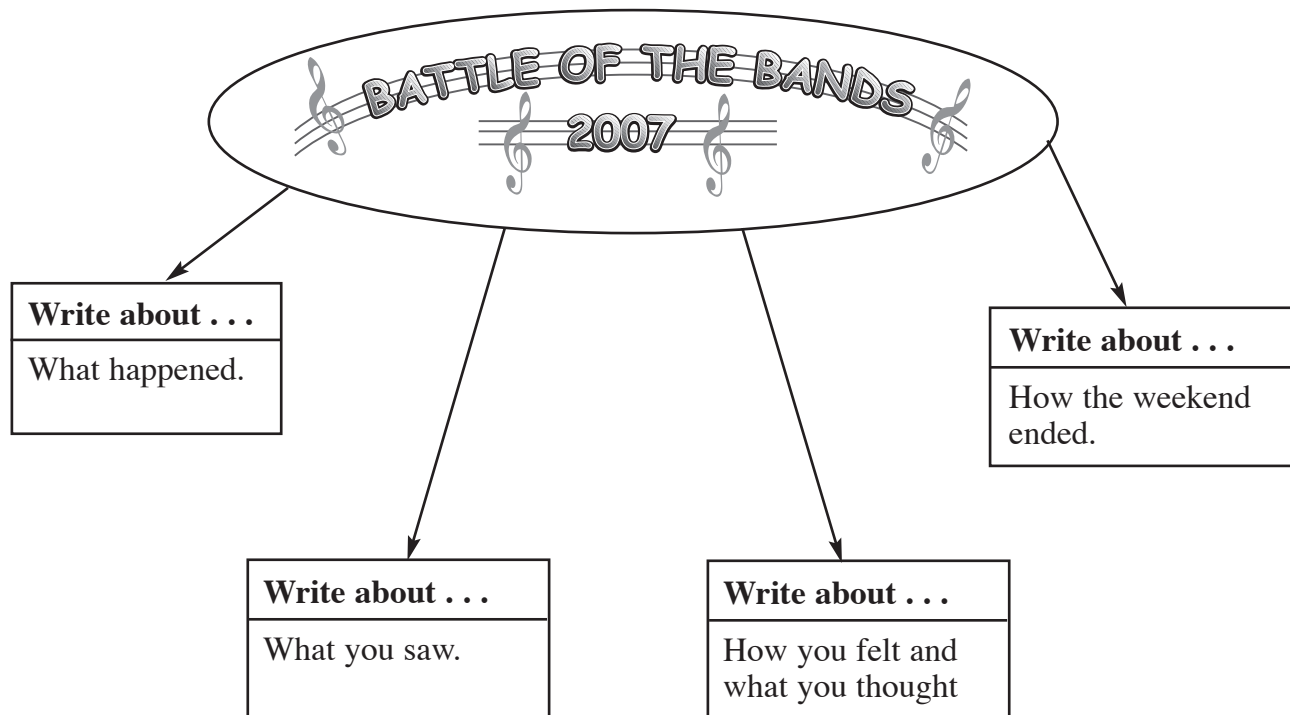 BATTLE OF THE BANDS
2007
Write about . . .
What happened.
Write about . . .
What you saw.
Write about . . .
How you felt and
what you thought
Write about . . .
How the weekend
ended.